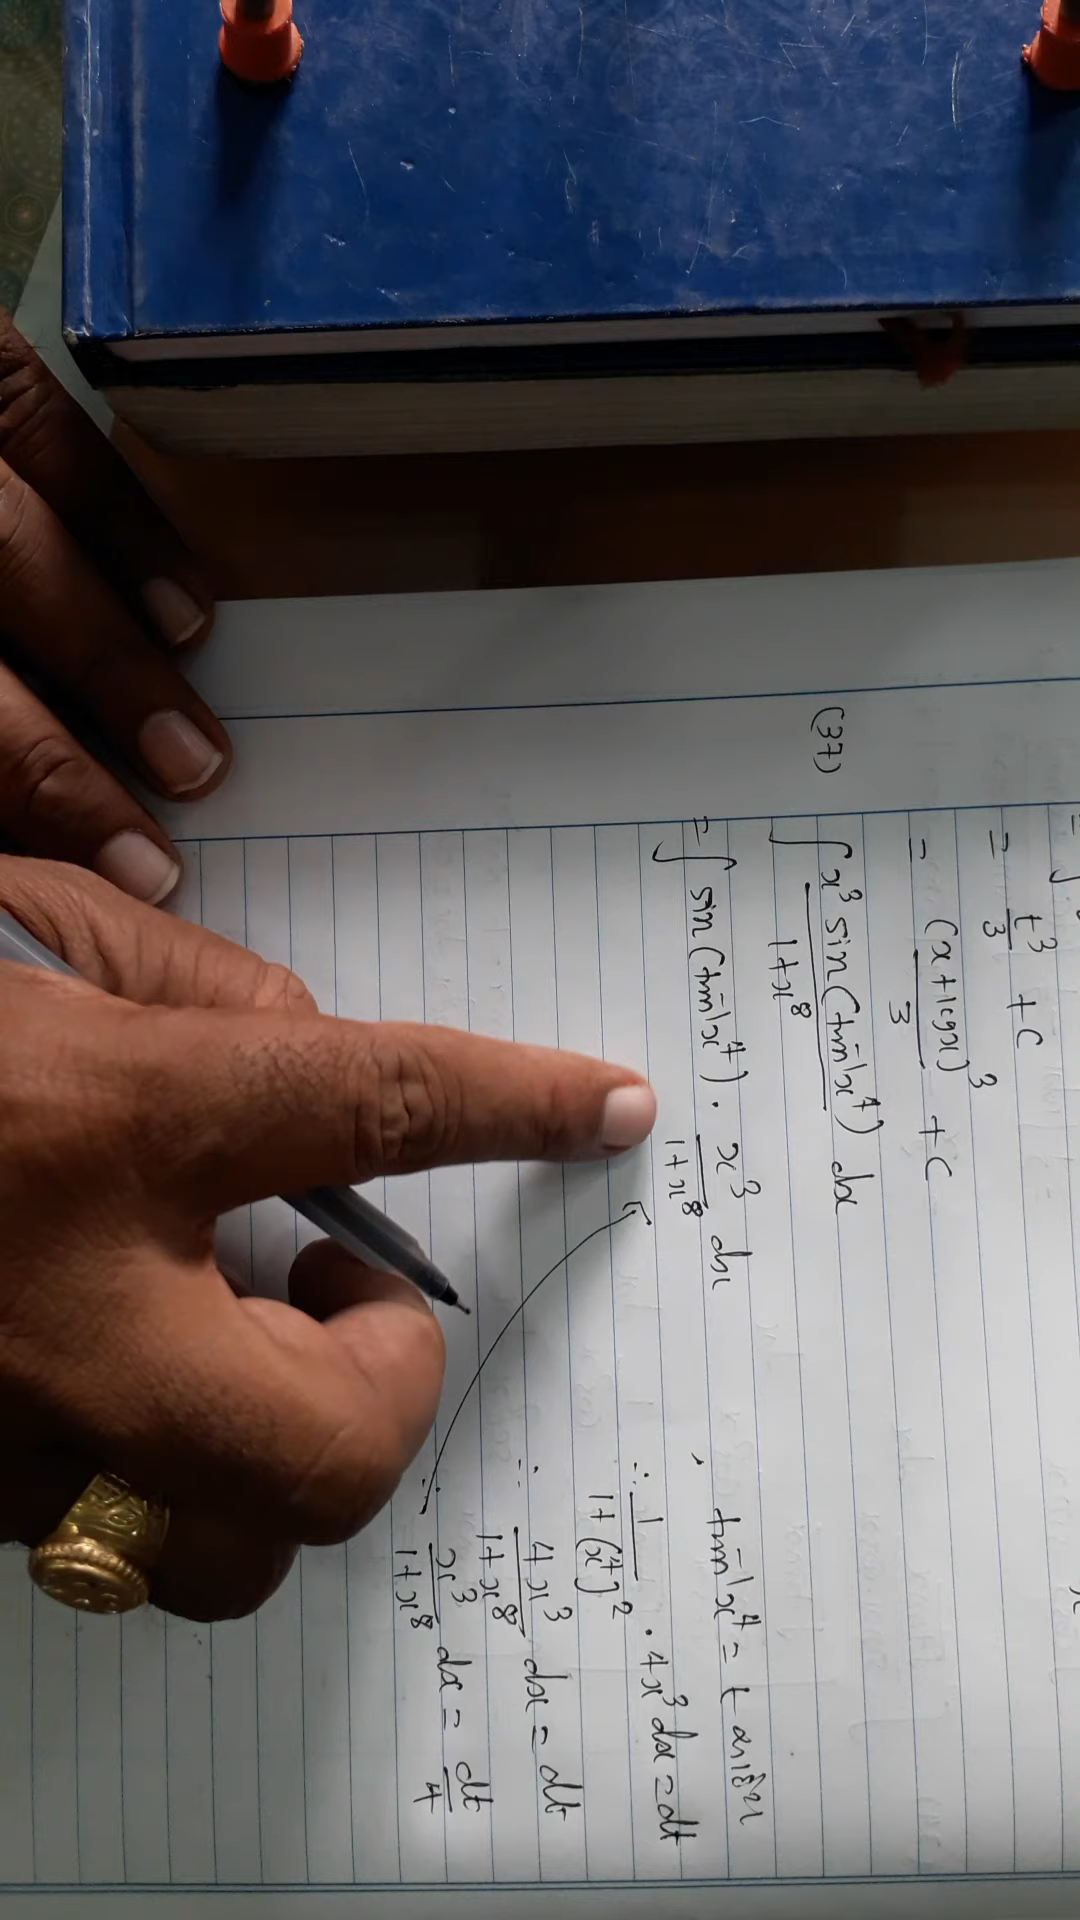 = t³/3 + c
= (x+logx)³/3 + c
(37) ∫ x³ sin(tan⁻¹x⁴)/1+x⁸ dx
= ∫ sin(tan⁻¹x⁴) · x³/1+x⁸ dx , tan⁻¹x⁴ = t
∴ 1/1+(x⁴)² · 4x³ dx = dt
∴ 4x³/1+x⁸ dx = dt
∴ x³/1+x⁸ dx = dt/4